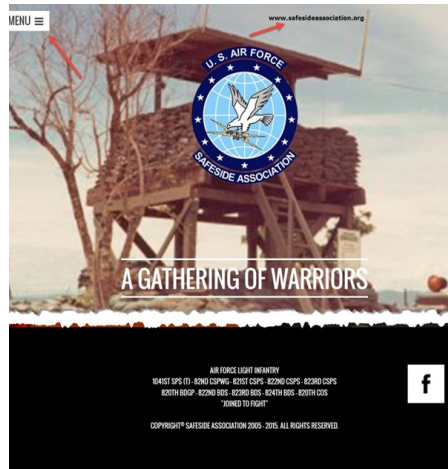 MENU
www.safesideassociation.org
U. S. AIR FORCE
SAFESIDE ASSOCIATION
A GATHERING OF WARRIORS
AIR FORCE LIGHT INFANTRY
1041ST SPS (T) - 82ND CSPWG - 821ST CSPS - 822ND CSPS - 823RD CSPS
820TH BDGP - 822ND BDS - 823RD BDS - 824TH BDS - 820TH COS
"JOINED TO FIGHT"
f
COPYRIGHT© SAFESIDE ASSOCIATION 2005 - 2015. ALL RIGHTS RESERVED.